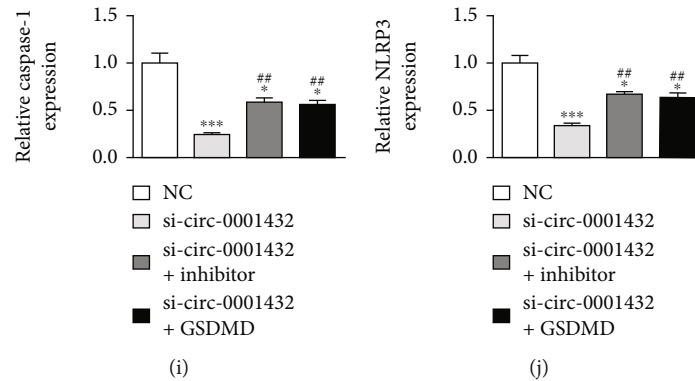 Relative caspase-1
expression
1.5
1.0
0.5
0.0
***
##
*
##
*
NC
si-circ-0001432
si-circ-0001432
+ inhibitor
si-circ-0001432
+ GSDMD
(i)
Relative NLRP3
expression
1.5
1.0
0.5
0.0
***
##
*
##
*
NC
si-circ-0001432
si-circ-0001432
+ inhibitor
si-circ-0001432
+ GSDMD
(j)